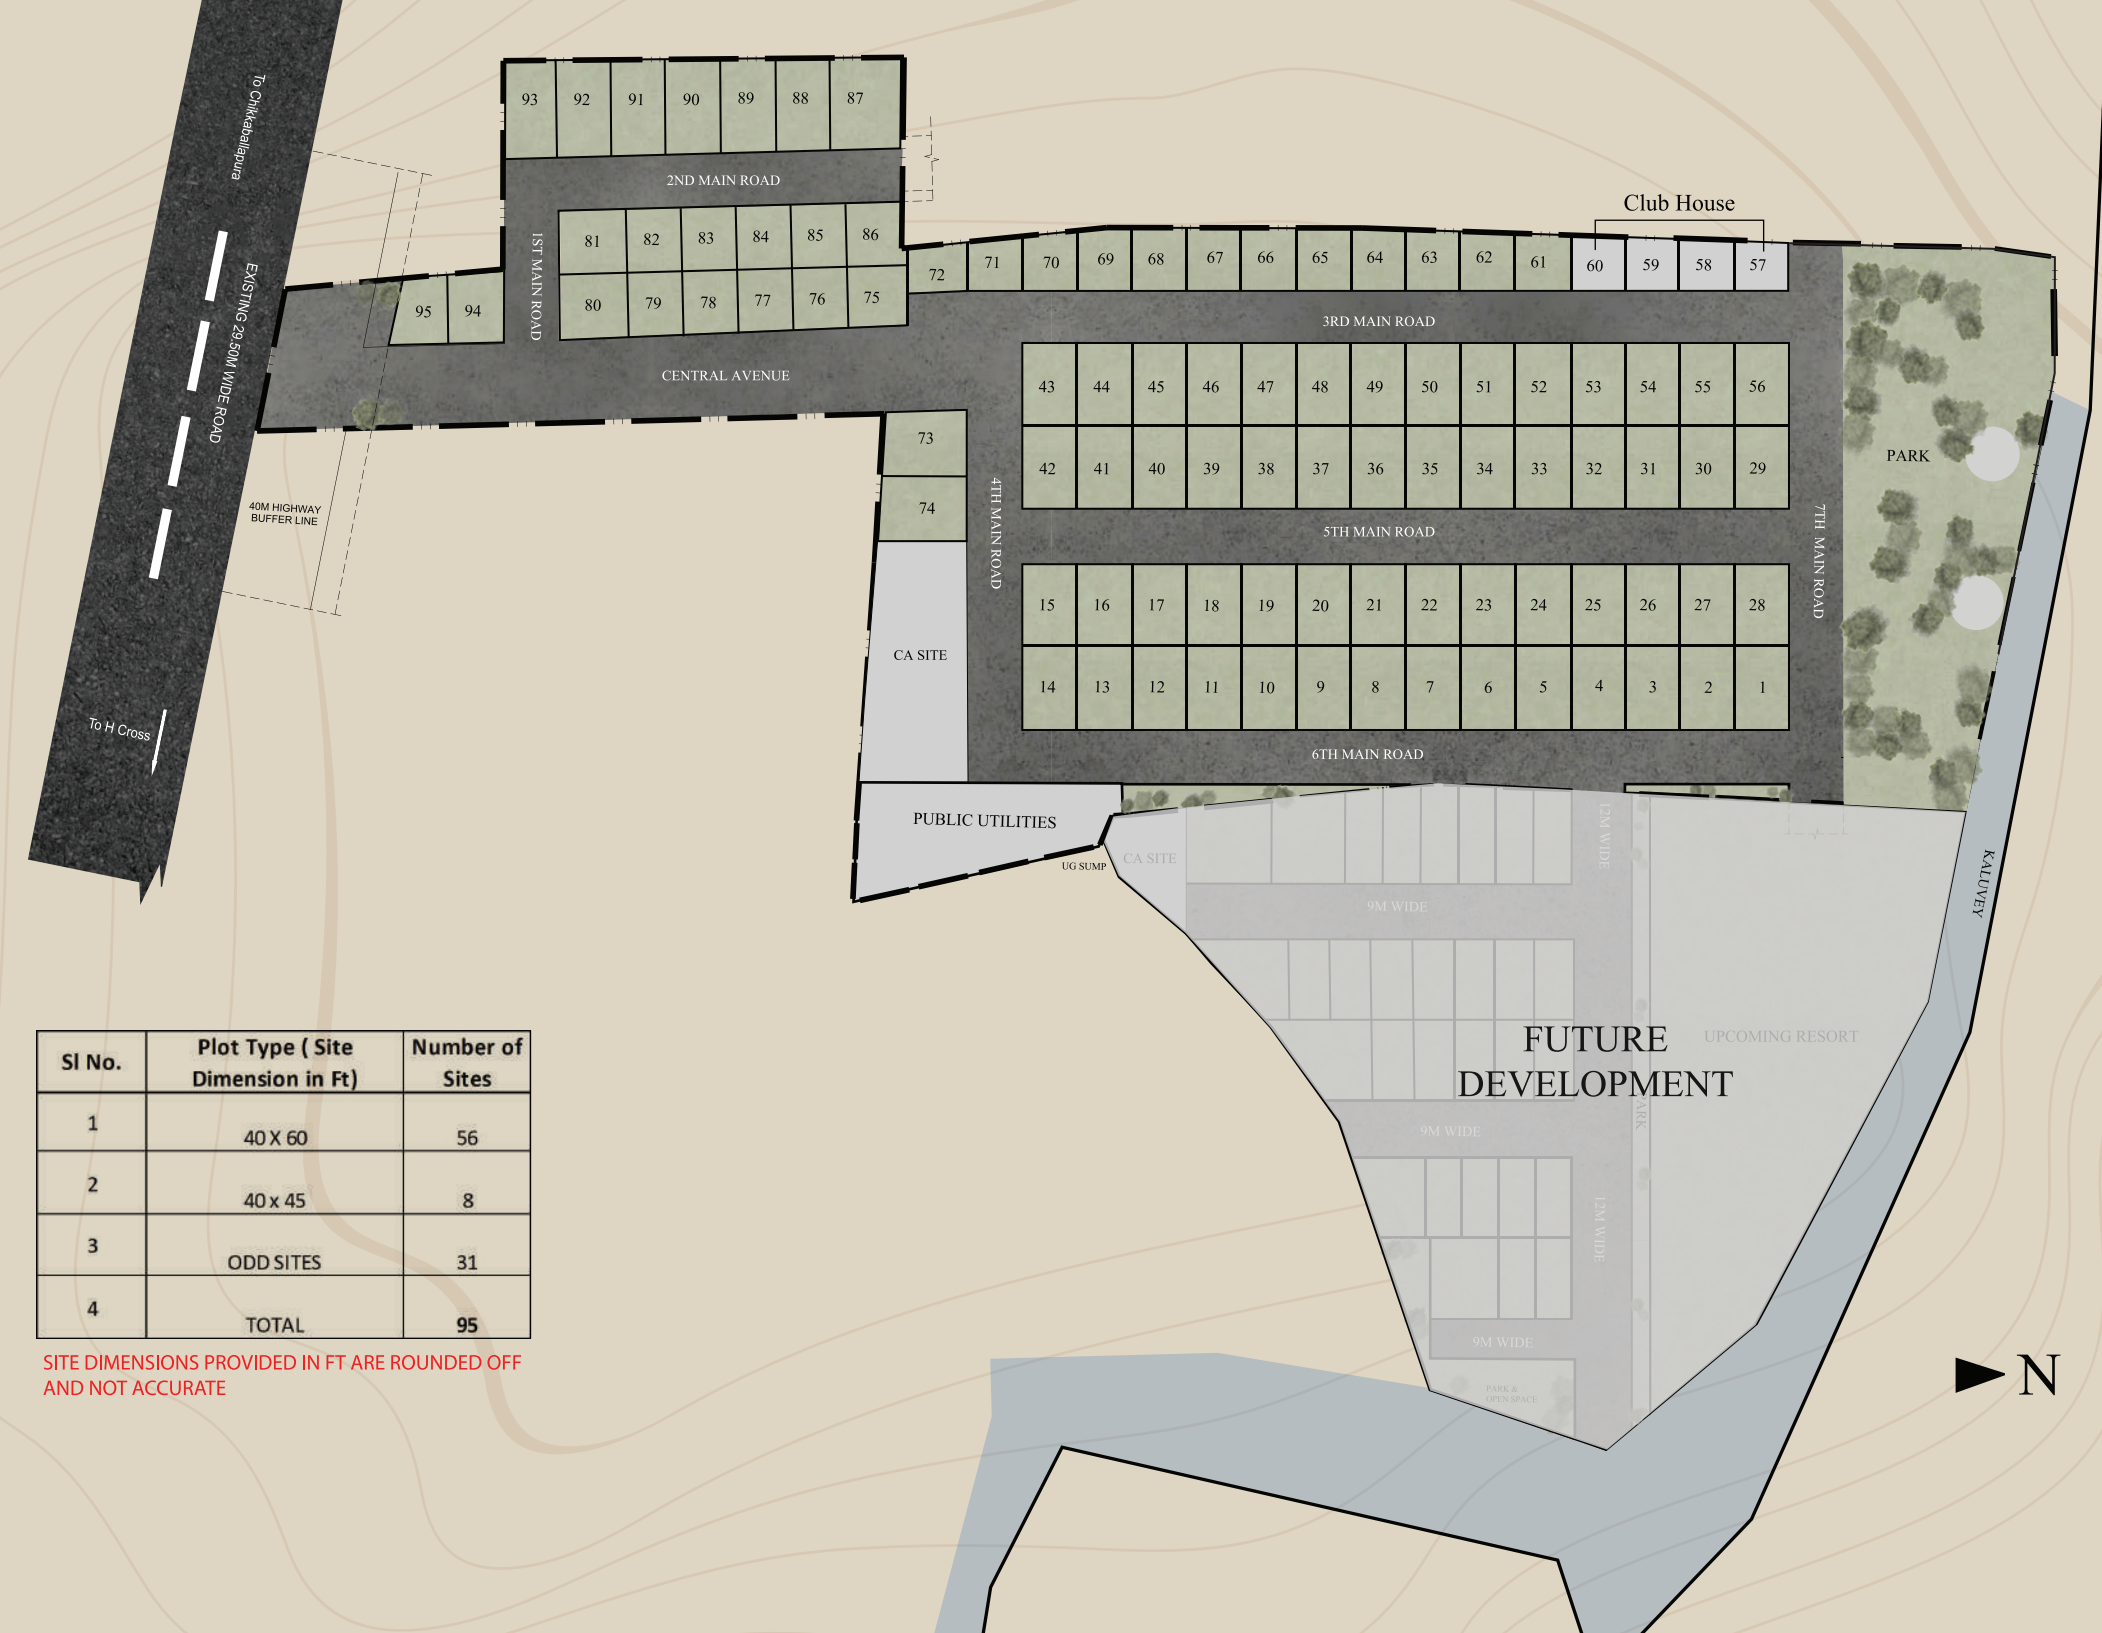 To Chikkaballapura
EXISTING 29.50M WIDE ROAD
To H Cross
40M HIGHWAY
BUFFER LINE
93 92 91 90 89 88 87
2ND MAIN ROAD
1ST MAIN ROAD
81 82 83 84 85 86
80 79 78 77 76 75
95 94
CENTRAL AVENUE
Club House
72 71 70 69 68 67 66 65 64 63 62 61 60 59 58 57
3RD MAIN ROAD
43 44 45 46 47 48 49 50 51 52 53 54 55 56
42 41 40 39 38 37 36 35 34 33 32 31 30 29
73
74
4TH MAIN ROAD
5TH MAIN ROAD
7TH MAIN ROAD
PARK
15 16 17 18 19 20 21 22 23 24 25 26 27 28
14 13 12 11 10 9 8 7 6 5 4 3 2 1
CA SITE
6TH MAIN ROAD
PUBLIC UTILITIES
UG SUMP
CA SITE
12M WIDE
9M WIDE
KALUVEY
FUTURE
DEVELOPMENT
UPCOMING RESORT
PARK
9M WIDE
12M WIDE
9M WIDE
PARK &
OPEN SPACE
Sl No. Plot Type ( Site Dimension in Ft) Number of Sites
1 40 X 60 56
2 40 x 45 8
3 ODD SITES 31
4 TOTAL 95
SITE DIMENSIONS PROVIDED IN FT ARE ROUNDED OFF
AND NOT ACCURATE
N